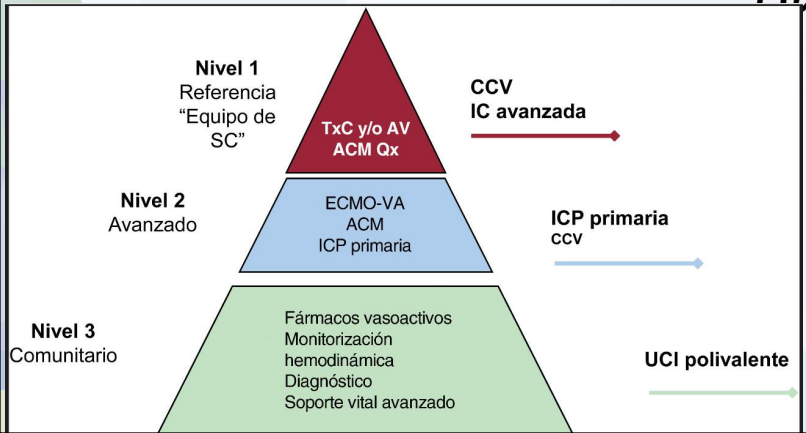 Nivel 1
Referencia
“Equipo de
SC”
TxC y/o AV
ACM Qx
CCV
IC avanzada
Nivel 2
Avanzado
ECMO-VA
ACM
ICP primaria
ICP primaria
CCV
Nivel 3
Comunitario
Fármacos vasoactivos
Monitorización
hemodinámica
Diagnóstico
Soporte vital avanzado
UCI polivalente